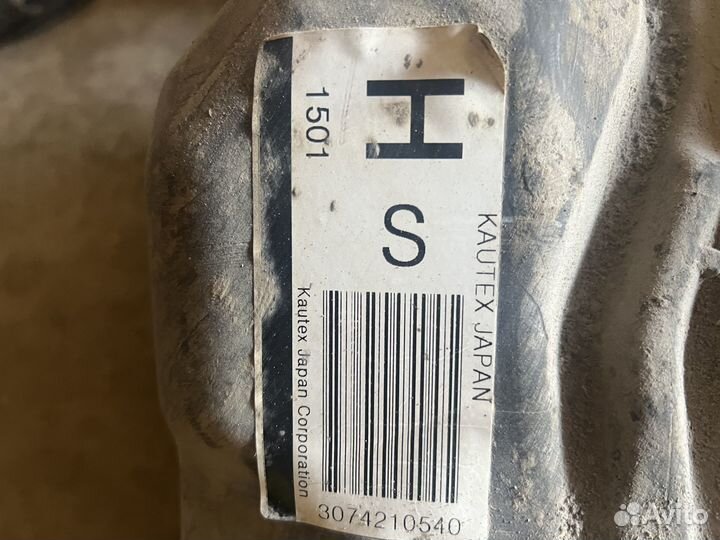 H
1501
S
KAUTEX JAPAN
Kautex Japan Corporation
3074210540
Avito